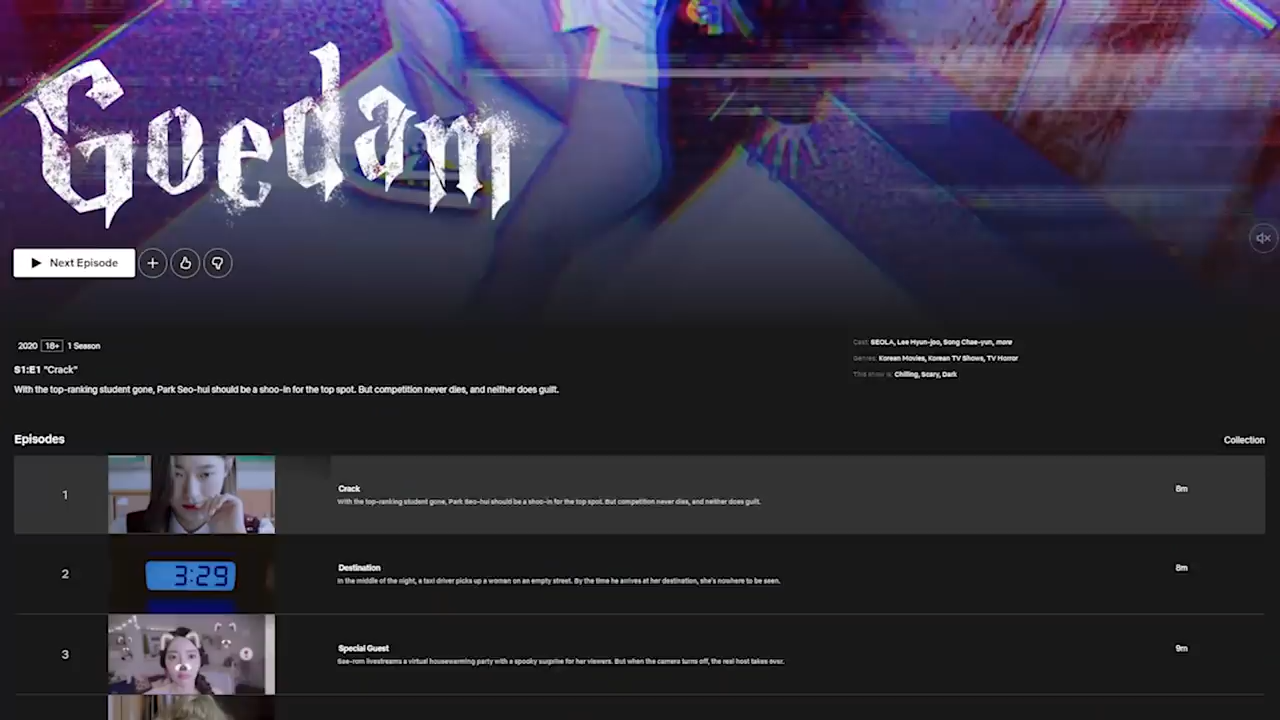 Goedam
Next Episode
2020 18+ 1 Season
S1:E1 "Crack"
With the top-ranking student gone, Park Seo-hui should be a shoo-in for the top spot. But competition never dies, and neither does guilt.
Cast: SEOLA, Lee Hyun-joo, Song Chae-yun, more
Genres: Korean Movies, Korean TV Shows, TV Horror
This show is: Chilling, Scary, Dark
Episodes
Collection
1
Crack
8m
With the top-ranking student gone, Park Seo-hui should be a shoo-in for the top spot. But competition never dies, and neither does guilt.
2
3:29
Destination
8m
In the middle of the night, a taxi driver picks up a woman on an empty street. By the time he arrives at her destination, she's nowhere to be seen.
3
Special Guest
9m
Sae-rom livestreams a virtual housewarming party with a spooky surprise for her viewers. But when the camera turns off, the real host takes over.